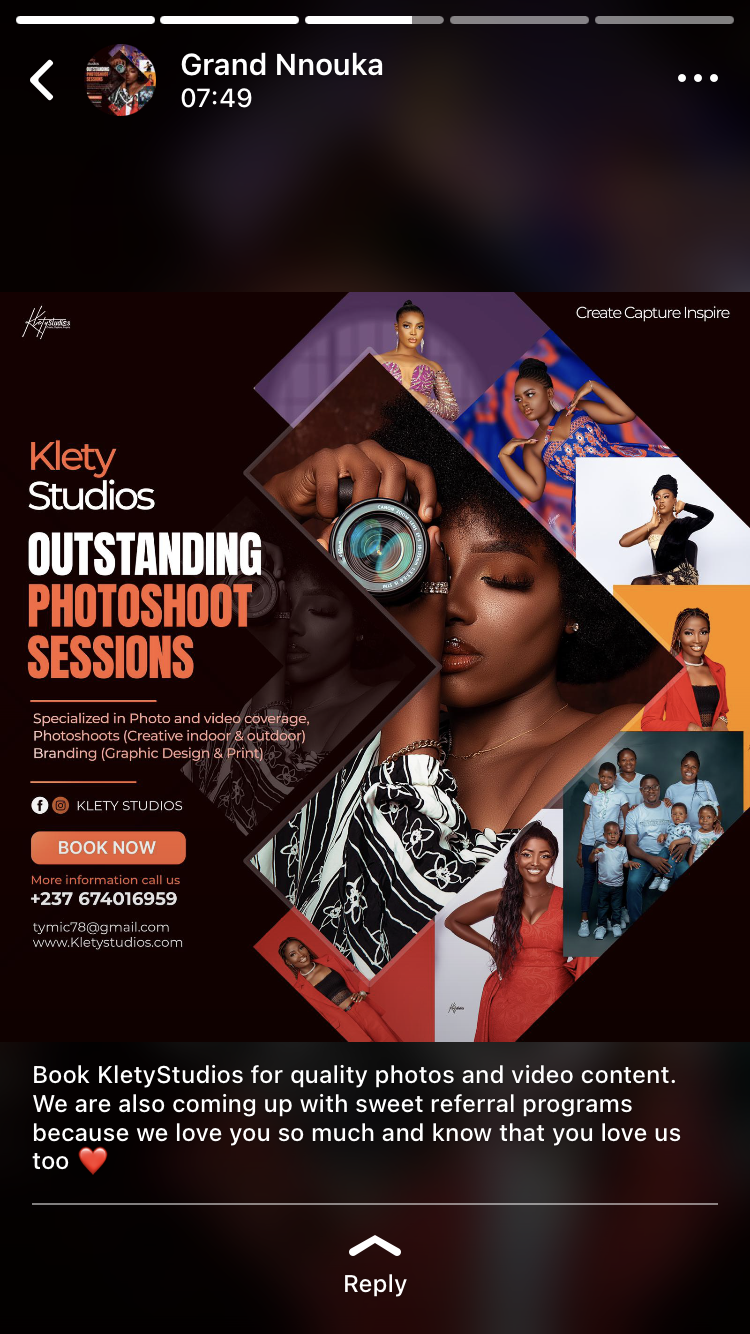 Grand Nnouka
07:49
KletyStudios
Create Capture Inspire
Klety
Studios
OUTSTANDING
PHOTOSHOOT
SESSIONS
Specialized in Photo and video coverage,
Photoshoots (Creative indoor & outdoor)
Branding (Graphic Design & Print)
KLETY STUDIOS
BOOK NOW
More information call us
+237 674016959
tymic78@gmail.com
www.Kletystudios.com
Book KletyStudios for quality photos and video content.
We are also coming up with sweet referral programs
because we love you so much and know that you love us
too ❤️
Reply